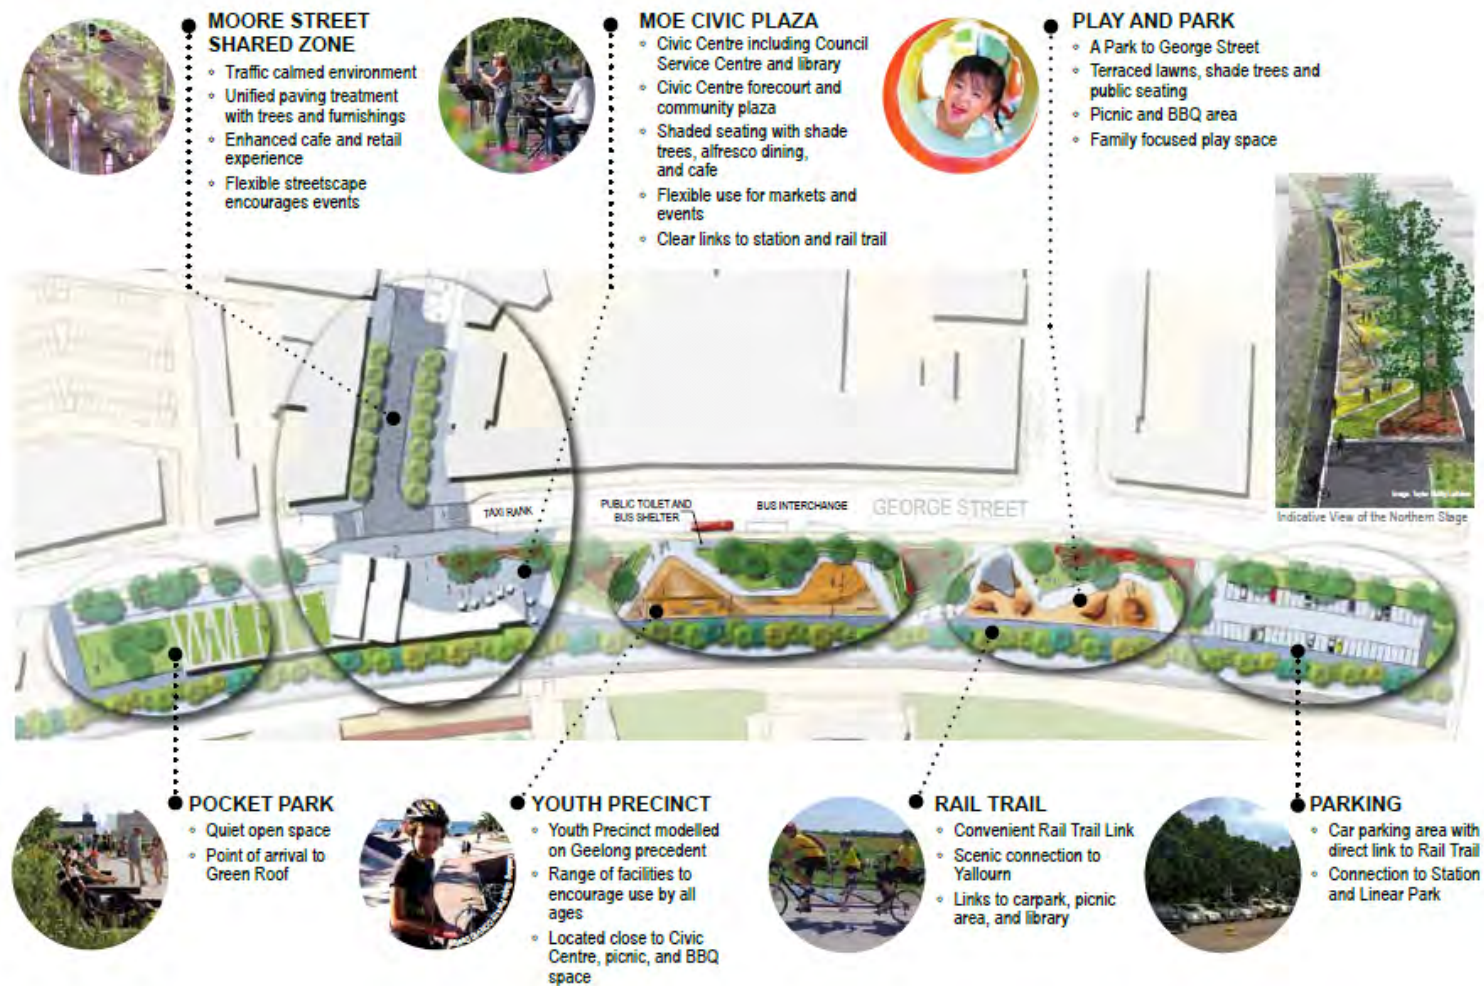 MOORE STREET
SHARED ZONE
◦ Traffic calmed environment
◦ Unified paving treatment
with trees and furnishings
◦ Enhanced cafe and retail
experience
◦ Flexible streetscape
encourages events
MOE CIVIC PLAZA
◦ Civic Centre including Council
Service Centre and library
◦ Civic Centre forecourt and
community plaza
◦ Shaded seating with shade
trees, alfresco dining,
and cafe
◦ Flexible use for markets and
events
◦ Clear links to station and rail trail
PLAY AND PARK
◦ A Park to George Street
◦ Terraced lawns, shade trees and
public seating
◦ Picnic and BBQ area
◦ Family focused play space
Indicative View of the Northern Stage
TAXI RANK
PUBLIC TOILET AND
BUS SHELTER
BUS INTERCHANGE
GEORGE STREET
POCKET PARK
◦ Quiet open space
◦ Point of arrival to
Green Roof
YOUTH PRECINCT
◦ Youth Precinct modelled
on Geelong precedent
◦ Range of facilities to
encourage use by all
ages
◦ Located close to Civic
Centre, picnic, and BBQ
space
RAIL TRAIL
◦ Convenient Rail Trail Link
◦ Scenic connection to
Yallourn
◦ Links to carpark, picnic
area, and library
PARKING
◦ Car parking area with
direct link to Rail Trail
◦ Connection to Station
and Linear Park